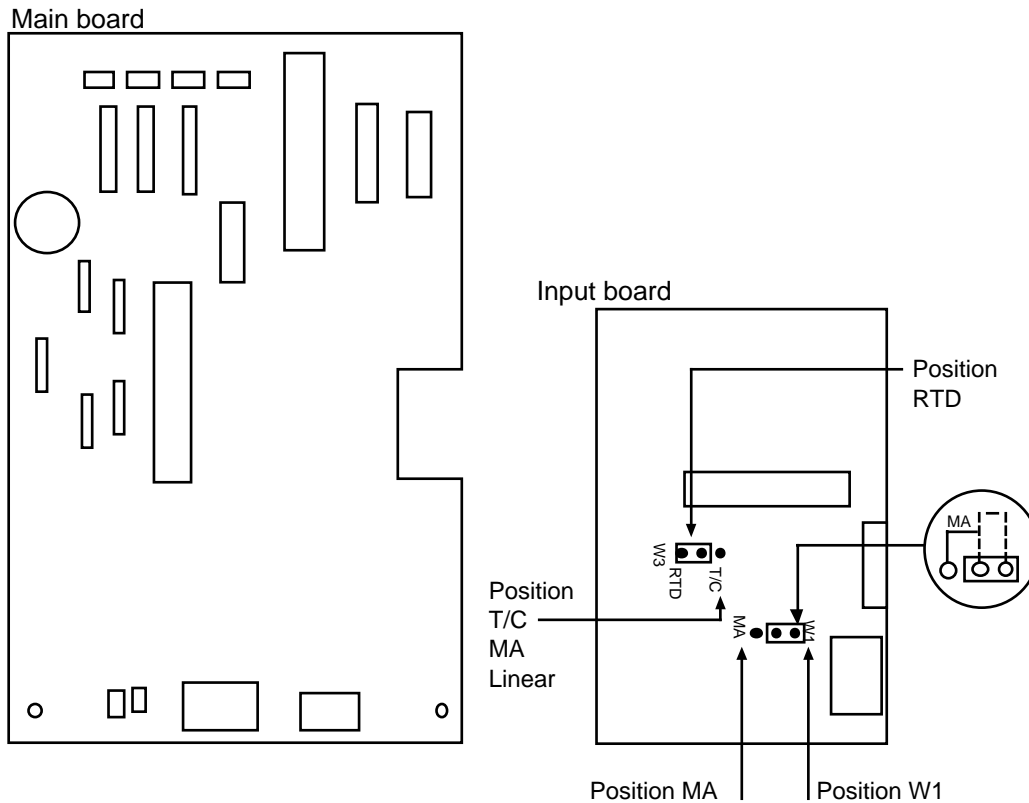 Main board
Input board
Position
RTD
MA
W3
RTD
T/C
Position
T/C
MA
Linear
MA
W1
Position MA
Position W1